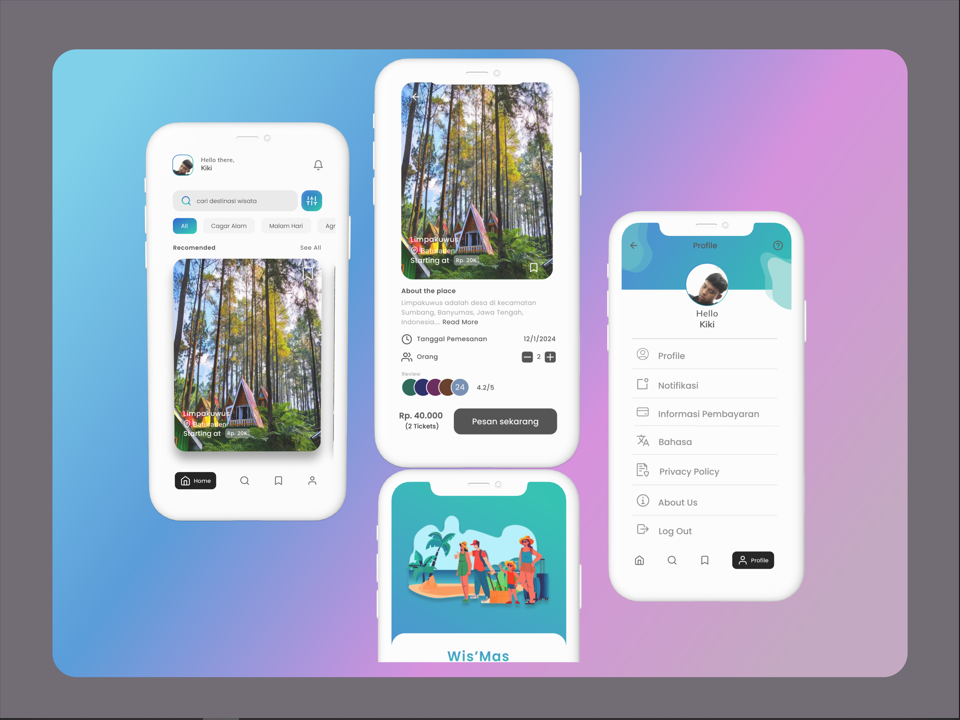 Hello there,
Kiki
cari destinasi wisata
All
Cagar Alam
Malam Hari
Agr
Recomended
See All
Limpakuwus
Baturaden
Starting at Rp. 20K
Home
Limpakuwus
Baturaden
Starting at Rp. 20K
About the place
Limpakuwus adalah desa di kecamatan
Sumbang, Banyumas, Jawa Tengah,
Indonesia... Read More
Tanggal Pemesanan 12/1/2024
Orang 2
Review
24 4.2/5
Rp. 40.000
(2 Tickets)
Pesan sekarang
Wis'Mas
Profile
Hello
Kiki
Profile
Notifikasi
Informasi Pembayaran
Bahasa
Privacy Policy
About Us
Log Out
Profile